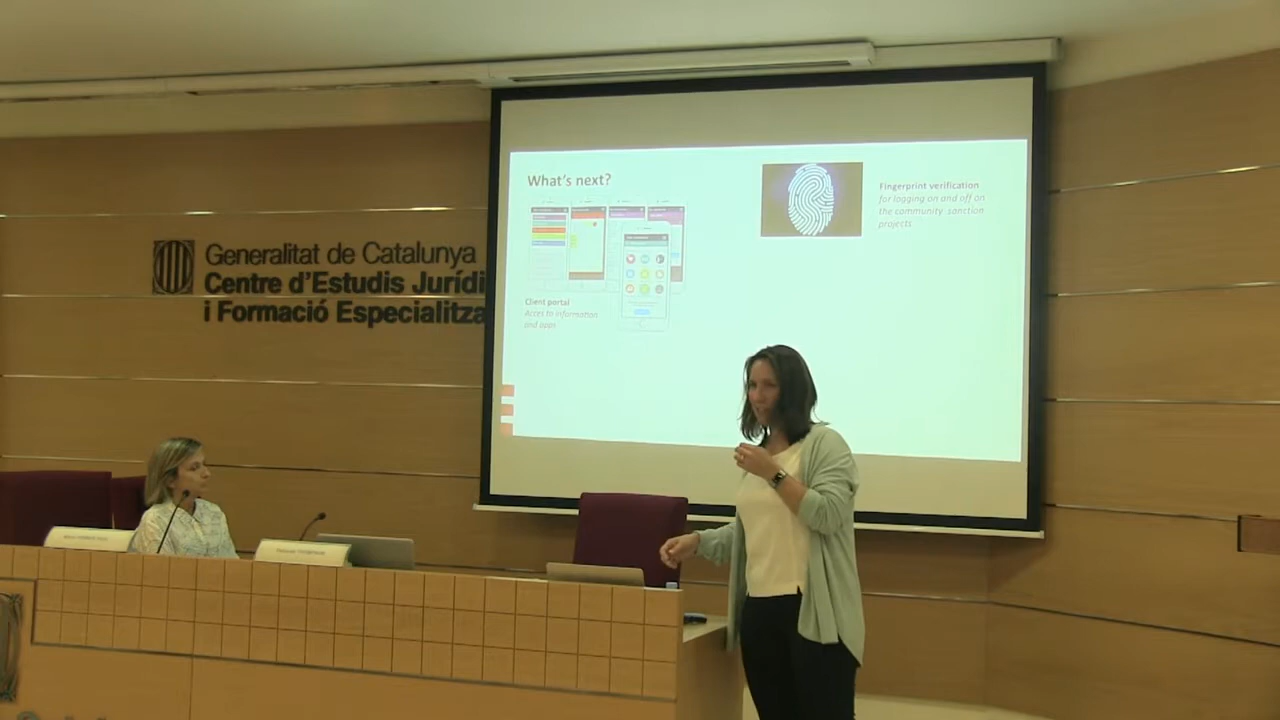 Generalitat de Catalunya
Centre d'Estudis Jurídi
i Formació Especialitza
What's next?
Client portal
Acces to information
and apps
Fingerprint verification
for logging on and off on
the community sanction
projects